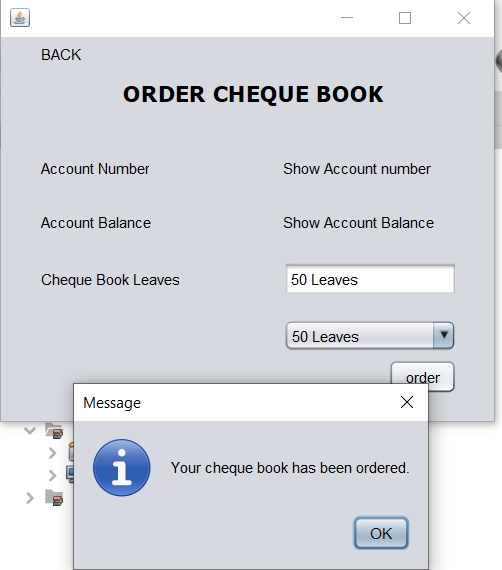 BACK
ORDER CHEQUE BOOK
Account Number
Show Account number
Account Balance
Show Account Balance
Cheque Book Leaves
50 Leaves
50 Leaves
order
Message
Your cheque book has been ordered.
OK